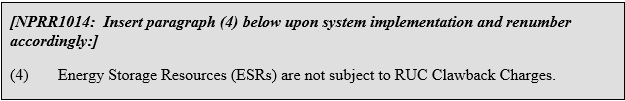 [NPRR1014:  Insert paragraph (4) below upon system implementation and renumber
accordingly:]
(4) Energy Storage Resources (ESRs) are not subject to RUC Clawback Charges.